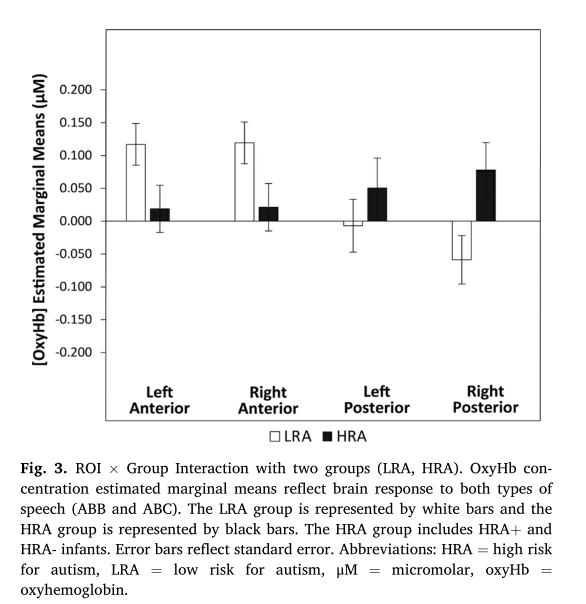 [OxyHb] Estimated Marginal Means (μM)
0.200
0.150
0.100
0.050
0.000
-0.050
-0.100
-0.150
-0.200
Left
Anterior
Right
Anterior
Left
Posterior
Right
Posterior
LRA HRA
Fig. 3. ROI × Group Interaction with two groups (LRA, HRA). OxyHb con-
centration estimated marginal means reflect brain response to both types of
speech (ABB and ABC). The LRA group is represented by white bars and the
HRA group is represented by black bars. The HRA group includes HRA+ and
HRA- infants. Error bars reflect standard error. Abbreviations: HRA = high risk
for autism, LRA = low risk for autism, μM = micromolar, oxyHb =
oxyhemoglobin.